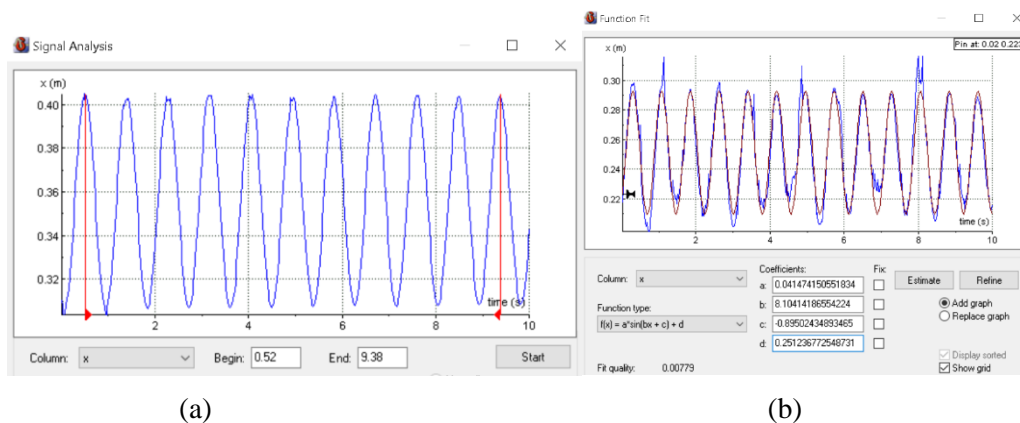 Signal Analysis
x (m)
0.40
0.38
0.36
0.34
0.32
time (s)
2
4
6
8
10
Column: x
Begin: 0.52
End: 9.38
Start
(a)
Function Fit
x (m)
Pin at: 0.02 0.223
0.30
0.28
0.26
0.24
0.22
time (s)
2
4
6
8
10
Column: x
Coefficients:
Fix:
Estimate
Refine
a: 0.041474150551834
b: 8.10414186554224
Add graph
Function type:
Replace graph
f(x) = a*sin(bx + c) + d
c: -0.89502434893465
d: 0.251236772548731
Display sorted
Fit quality: 0.00779
Show grid
(b)